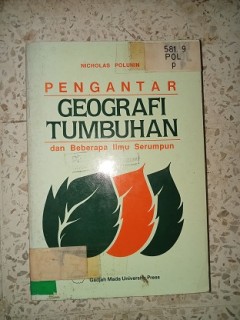 NICHOLAS POLUNIN
581.9
POL
p
PENGANTAR
GEOGRAFI
TUMBUHAN
dan Beberapa Ilmu Serumpun
Gadjah Mada University Press